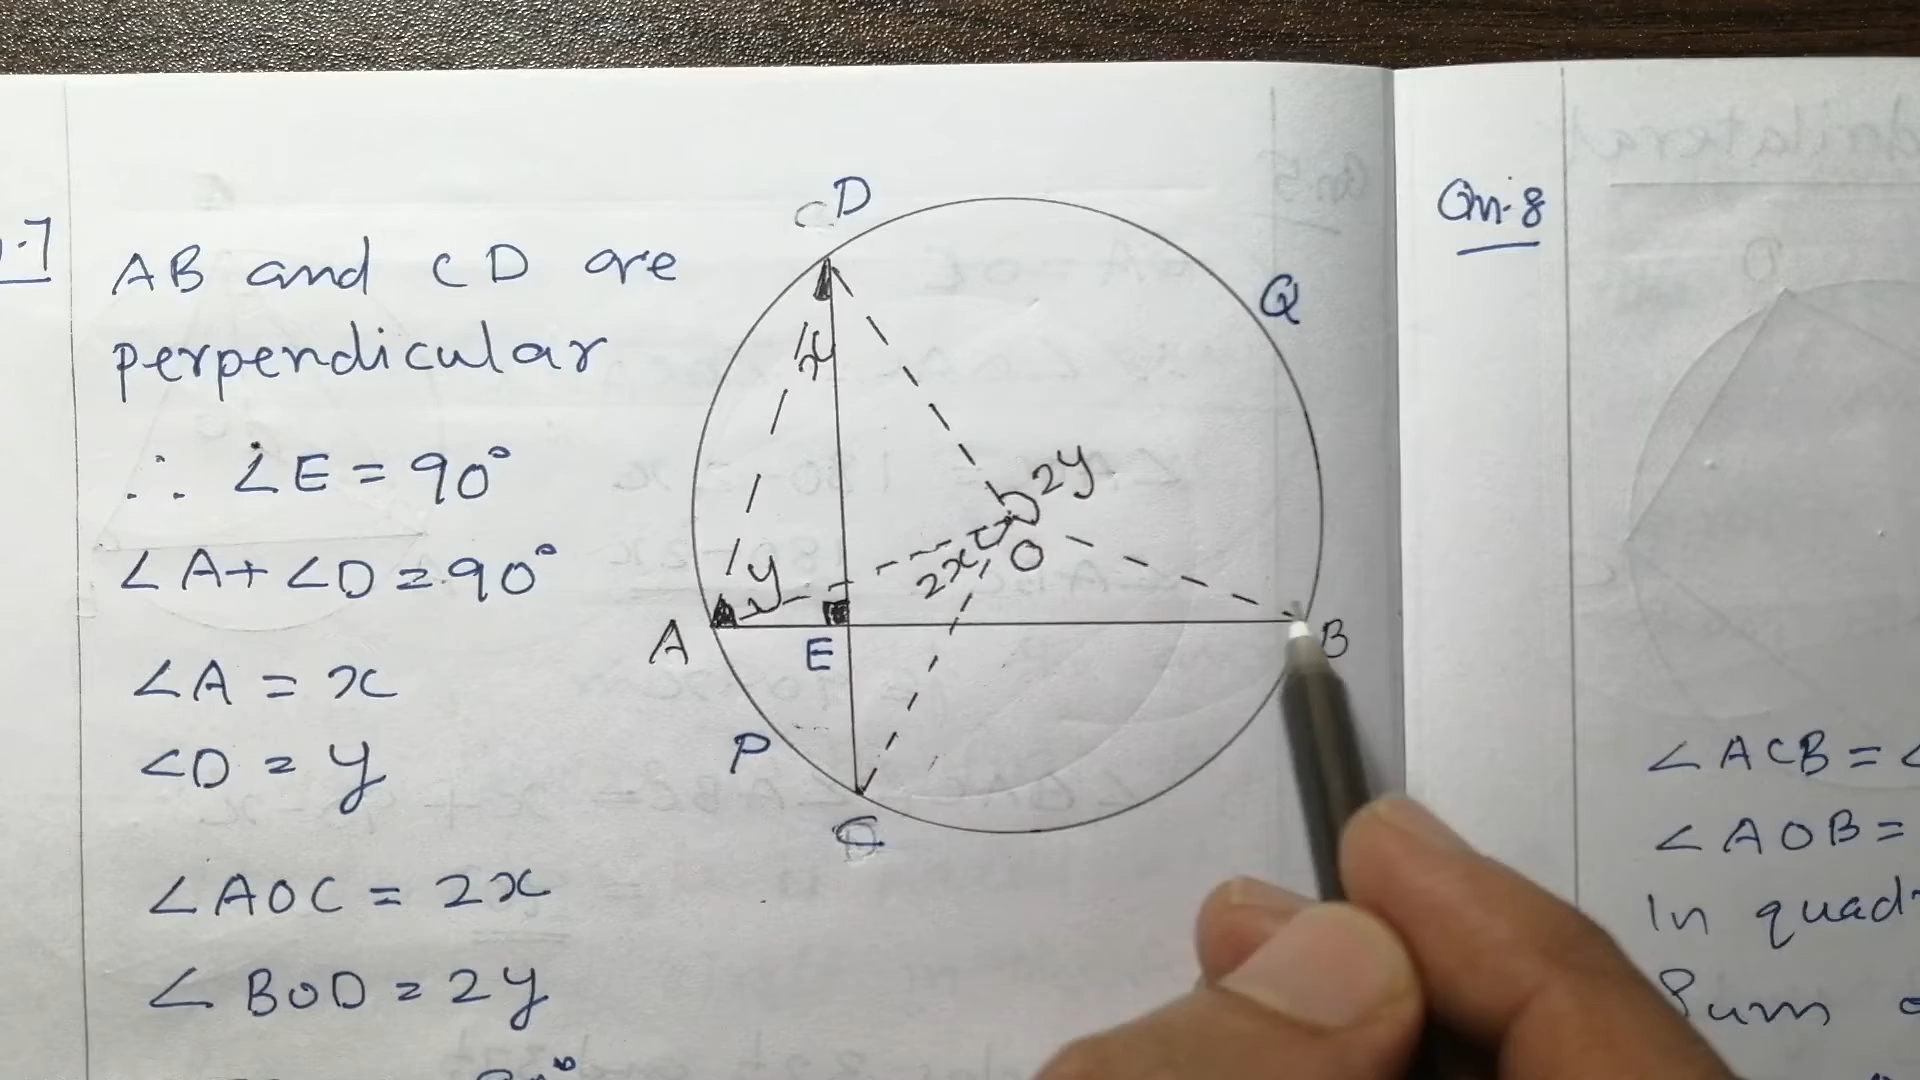 .7
AB and CD are
perpendicular
∴ ∠E = 90°
∠A + ∠D = 90°
∠A = x
∠D = y
∠AOC = 2x
∠BOD = 2y
D
Q
x
2y
2x
O
y
A
E
B
P
C
Qn.8
∠ACB = ∠
∠AOB =
In quad
Sum